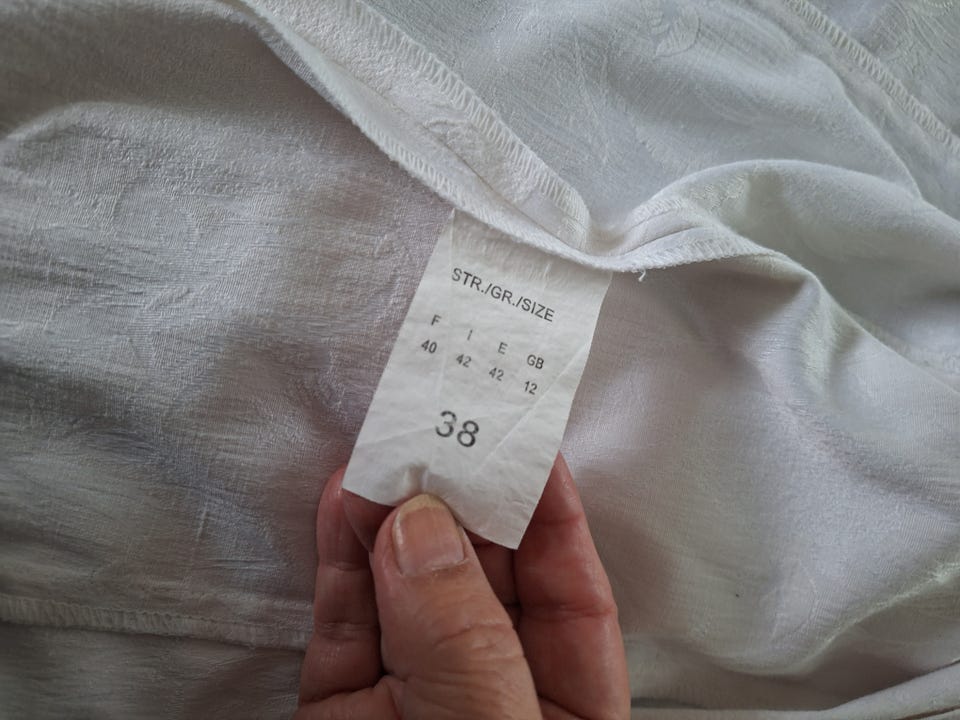 STR./GR./SIZE
F I E GB
40 42 42 12
38